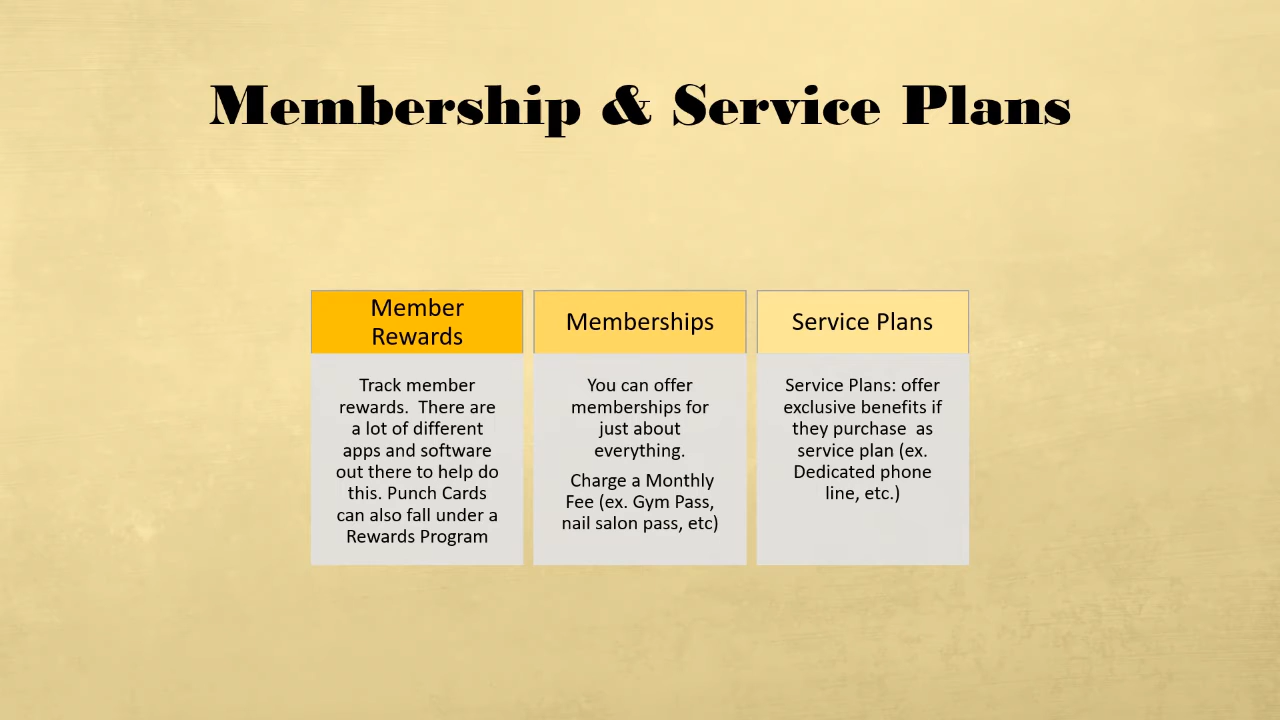 Membership & Service Plans
Member
Rewards
Track member
rewards.  There are
a lot of different
apps and software
out there to help do
this. Punch Cards
can also fall under a
Rewards Program
Memberships
You can offer
memberships for
just about
everything.
Charge a Monthly
Fee (ex. Gym Pass,
nail salon pass, etc)
Service Plans
Service Plans: offer
exclusive benefits if
they purchase  as
service plan (ex.
Dedicated phone
line, etc.)